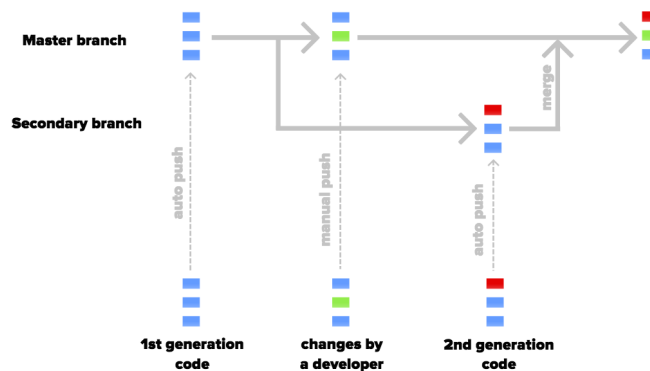 Master branch
Secondary branch
auto push
manual push
auto push
merge
1st generation
code
changes by
a developer
2nd generation
code